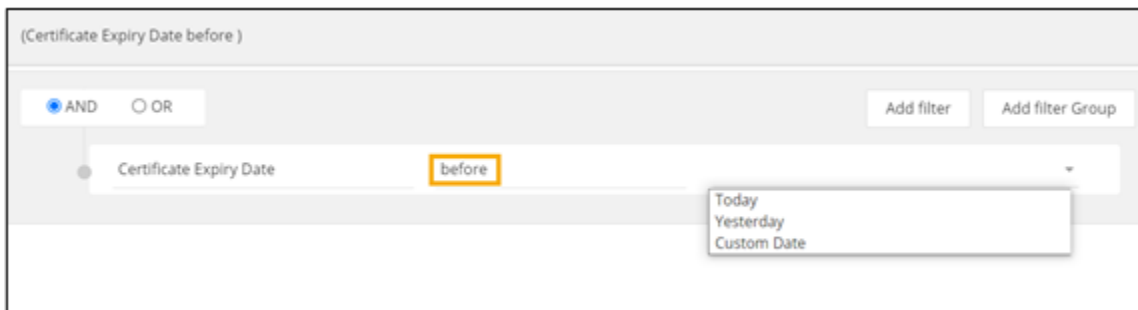 (Certificate Expiry Date before )
AND OR Add filter Add filter Group
Certificate Expiry Date before
Today
Yesterday
Custom Date